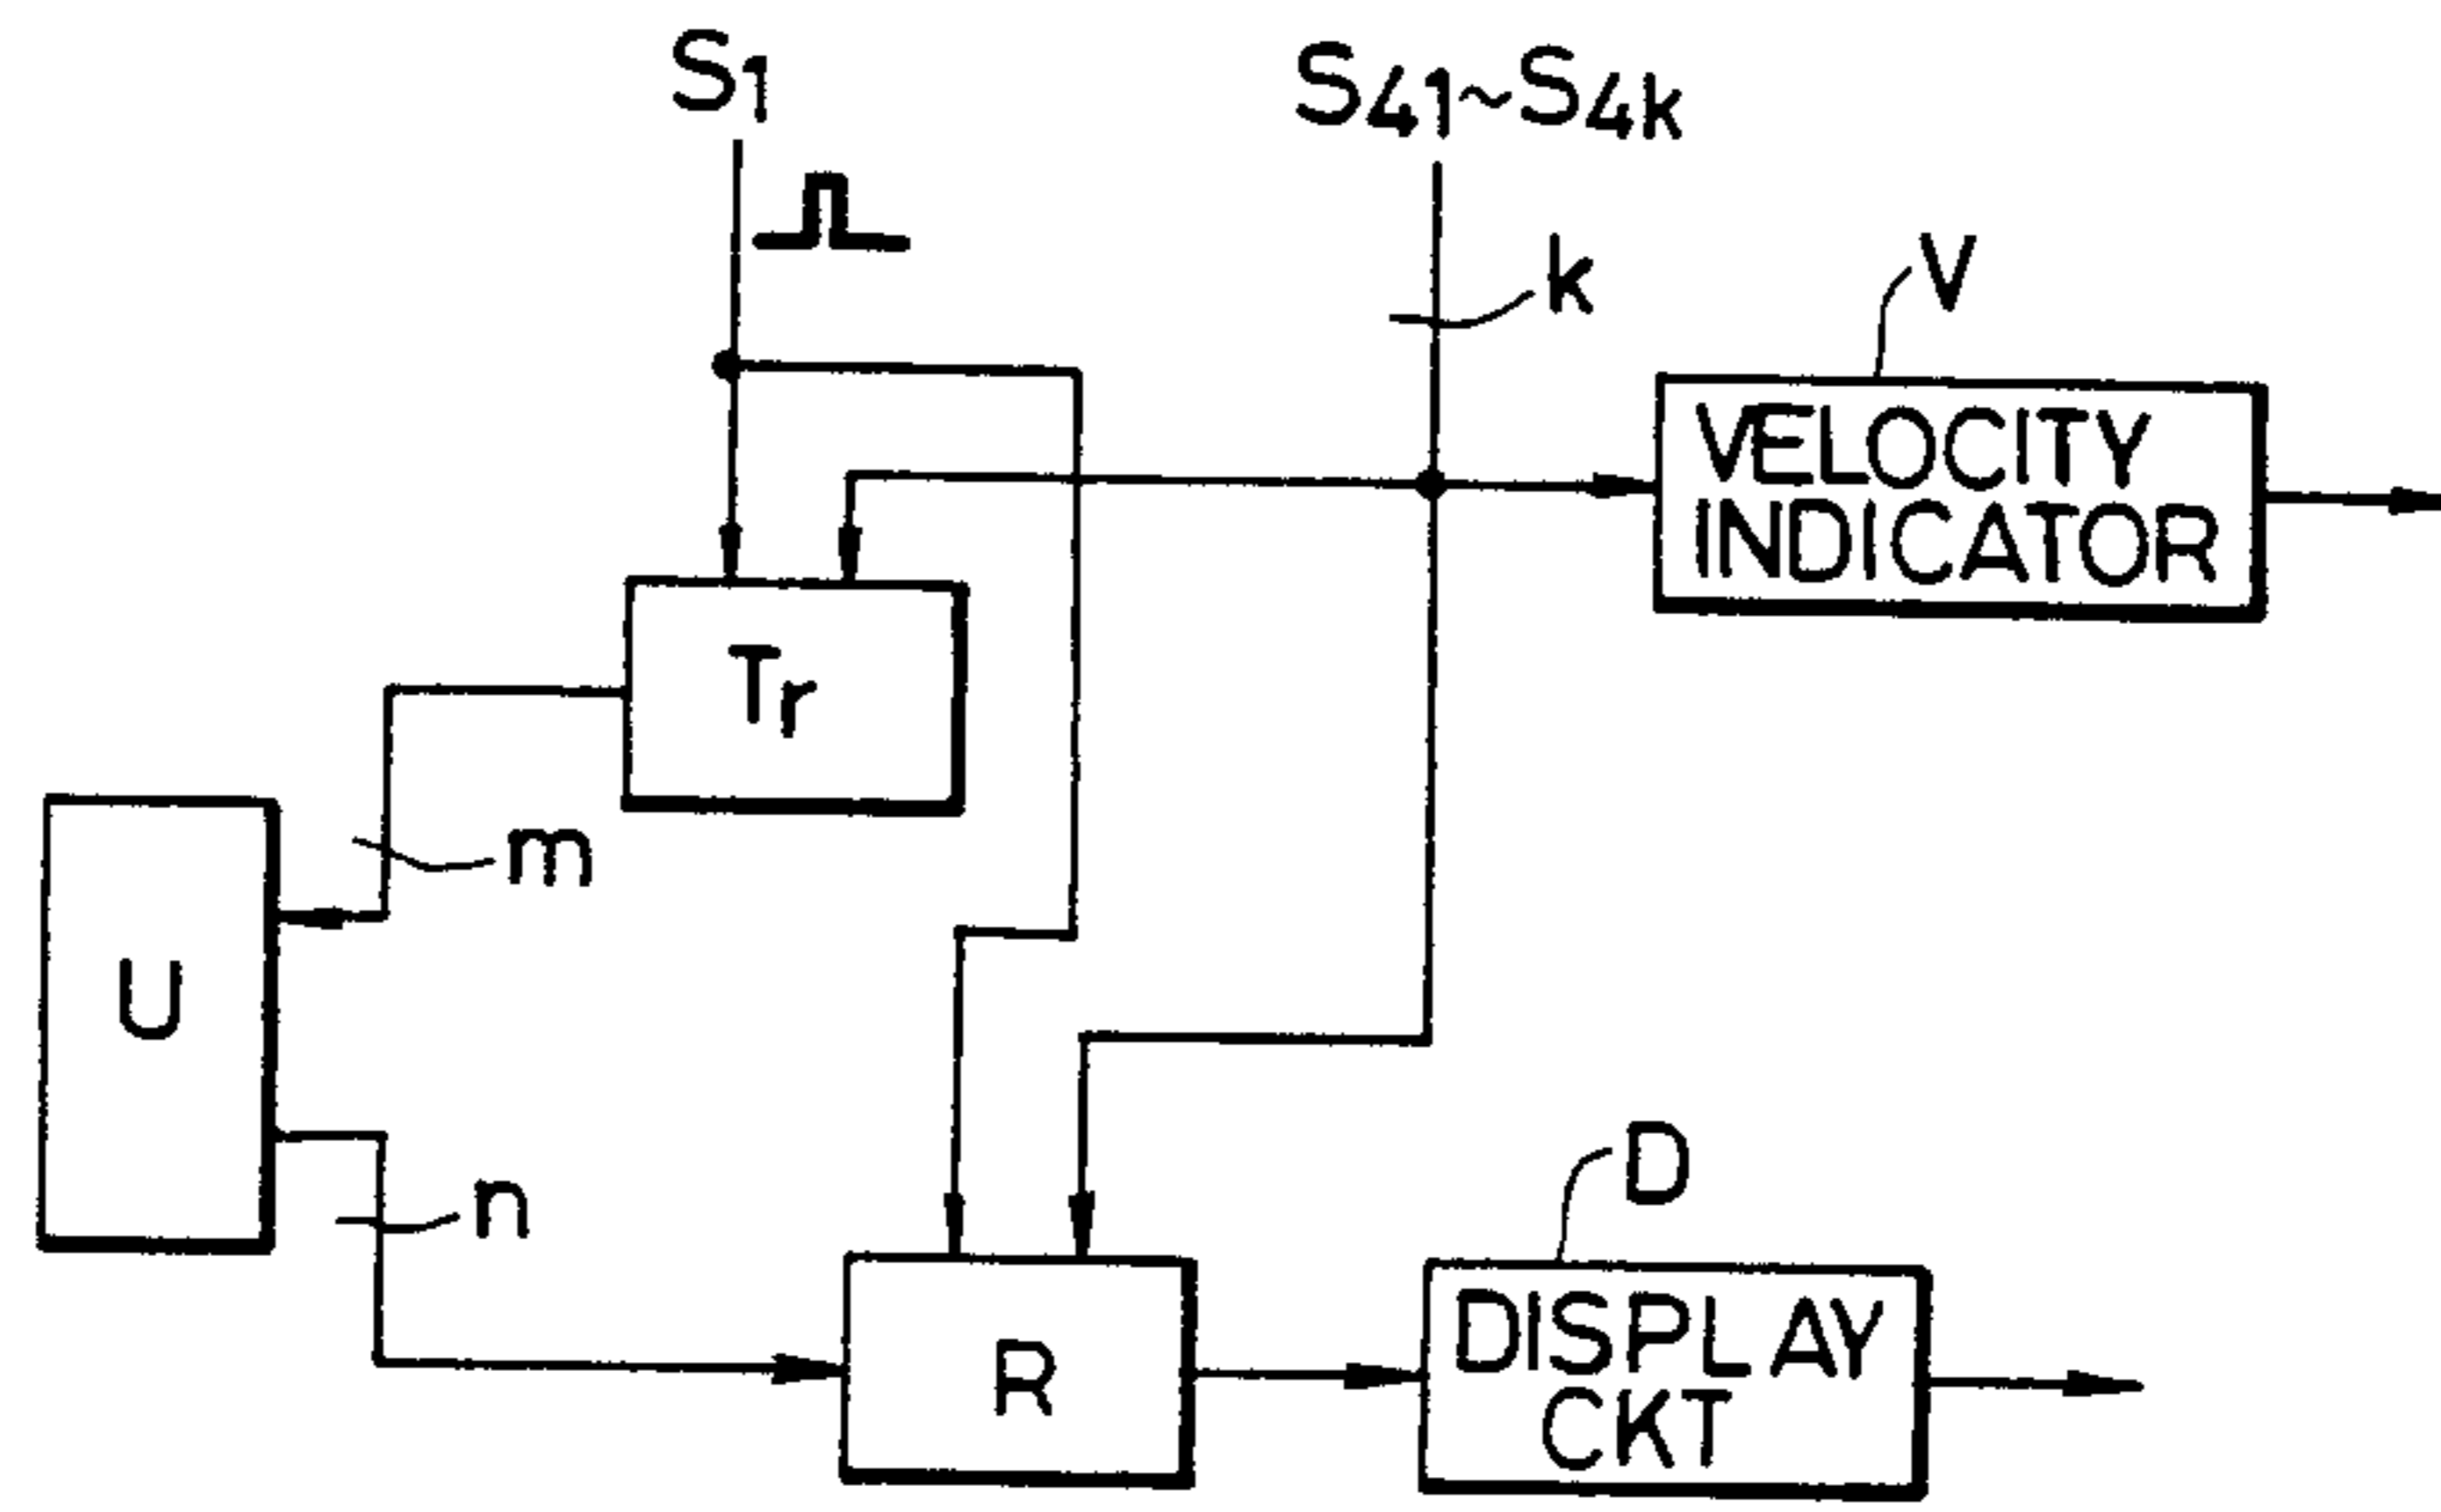 S1
S41~S4k
k
V
VELOCITY
INDICATOR
Tr
m
U
n
D
R
DISPLAY
CKT